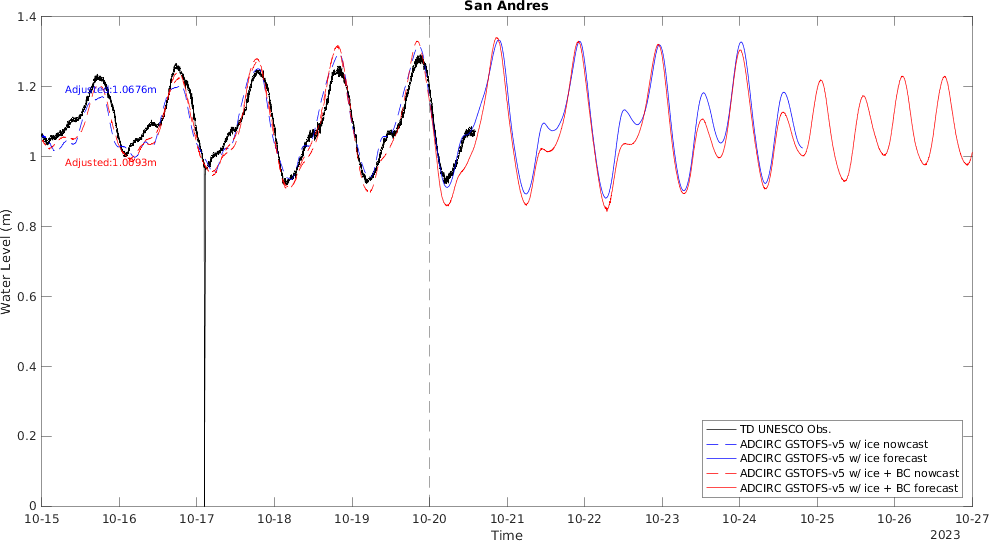 San Andres
1.4
1.2
1
0.8
0.6
0.4
0.2
0
Water Level (m)
Adjusted:1.0676m
Adjusted:1.0093m
TD UNESCO Obs.
ADCIRC GSTOFS-v5 w/ ice nowcast
ADCIRC GSTOFS-v5 w/ ice forecast
ADCIRC GSTOFS-v5 w/ ice + BC nowcast
ADCIRC GSTOFS-v5 w/ ice + BC forecast
10-15 10-16 10-17 10-18 10-19 10-20 10-21 10-22 10-23 10-24 10-25 10-26 10-27
Time
2023